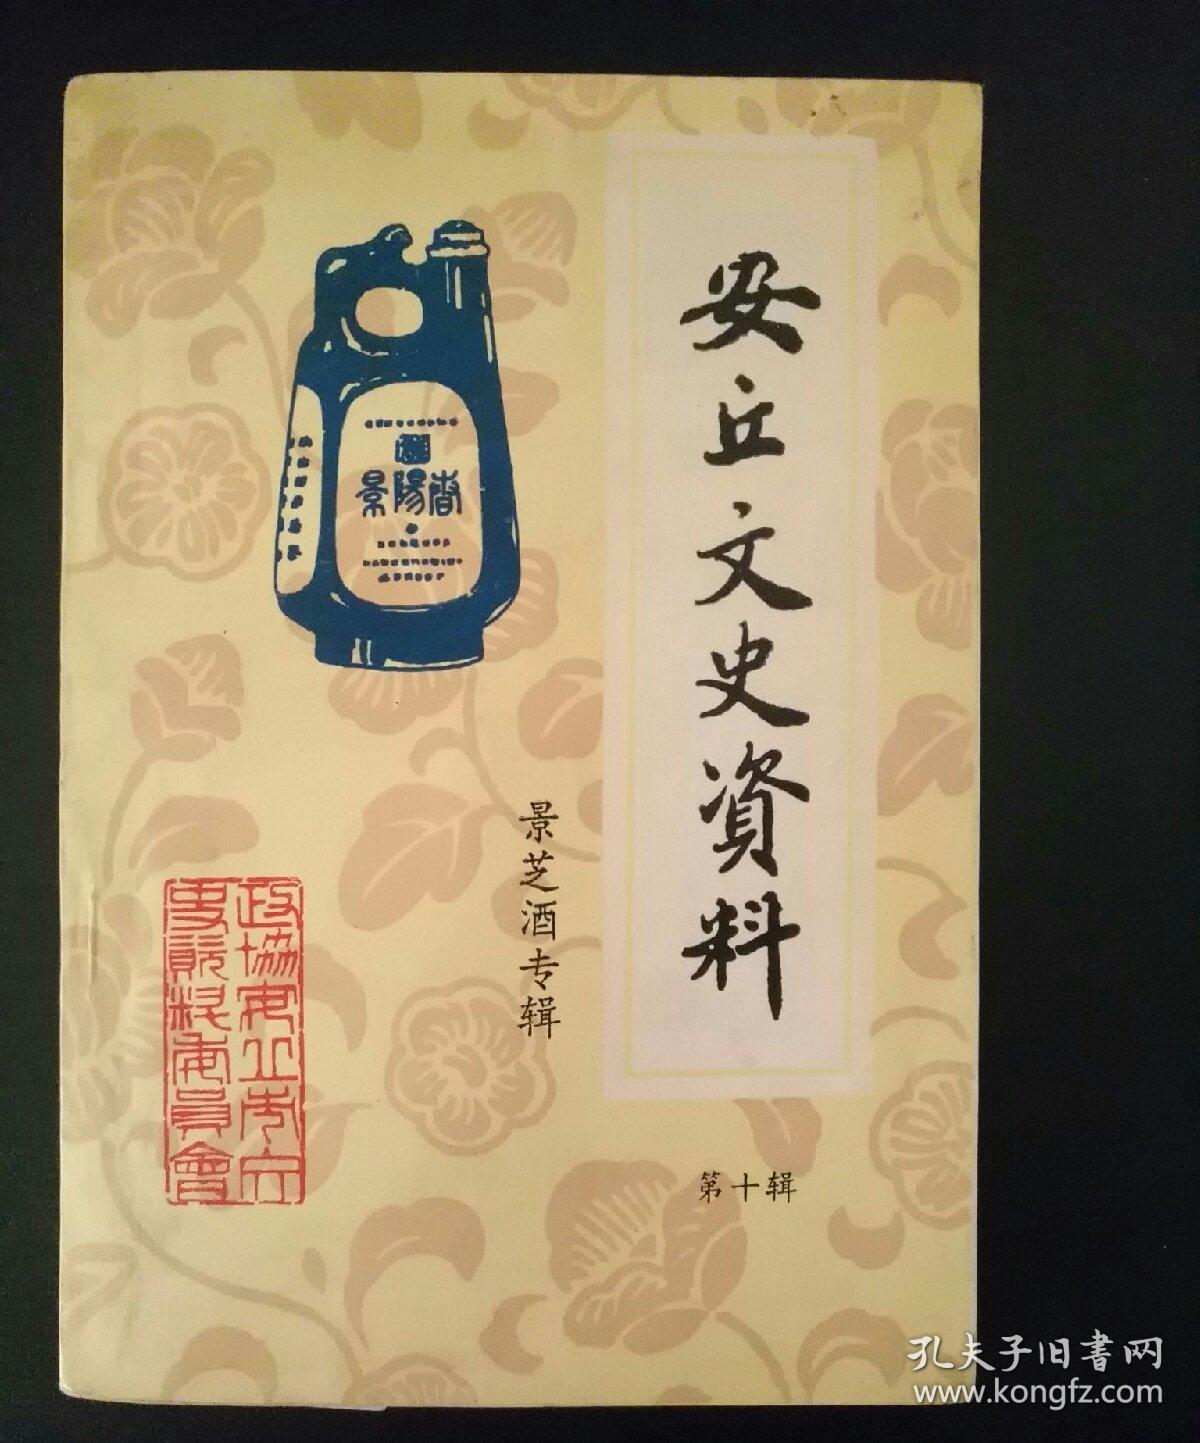 安丘文史資料
景芝酒专辑
第十辑
景陽春
政協安丘市文
史資料委員會
孔夫子旧書网
www.kongfz.com